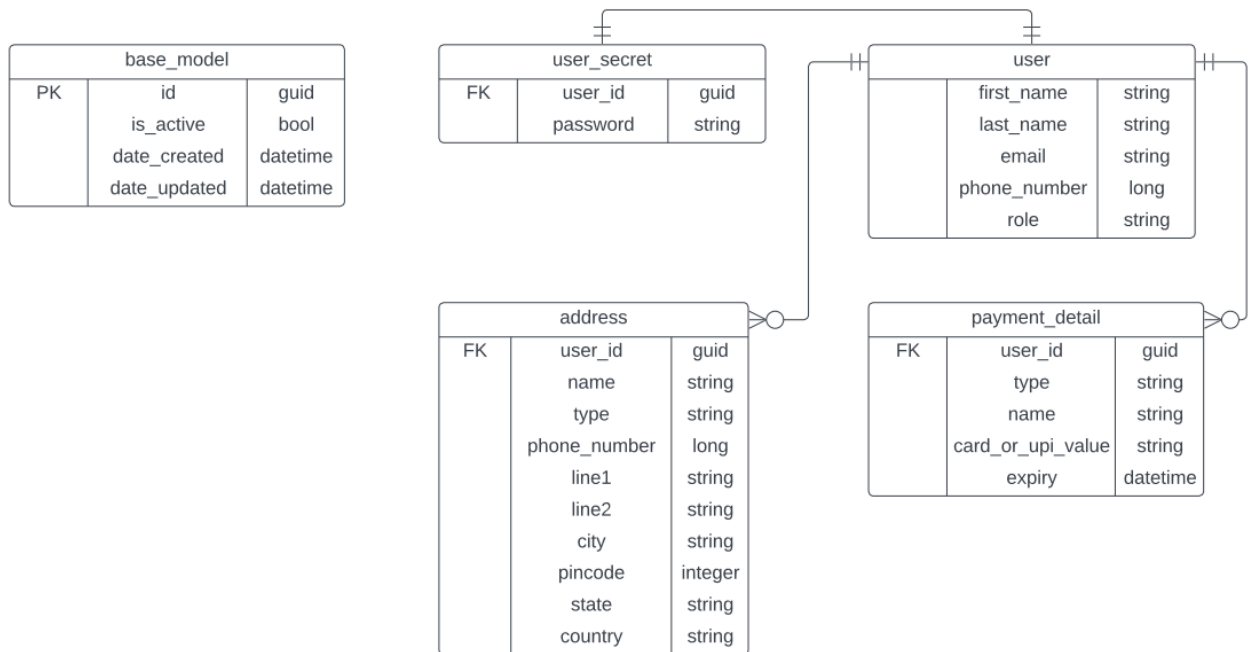 base_model
PK id guid
is_active bool
date_created datetime
date_updated datetime
user_secret
FK user_id guid
password string
user
first_name string
last_name string
email string
phone_number long
role string
address
FK user_id guid
name string
type string
phone_number long
line1 string
line2 string
city string
pincode integer
state string
country string
payment_detail
FK user_id guid
type string
name string
card_or_upi_value string
expiry datetime